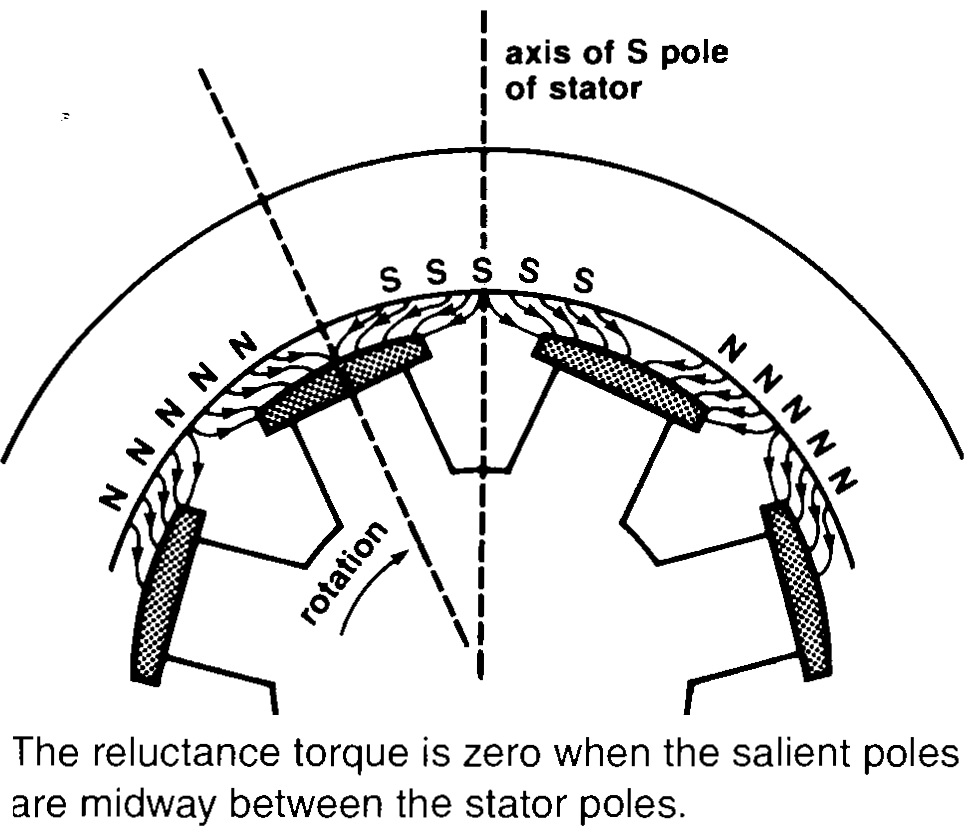 axis of S pole
of stator
S S S S S
N N N N N
N N N N N
rotation
The reluctance torque is zero when the salient poles
are midway between the stator poles.